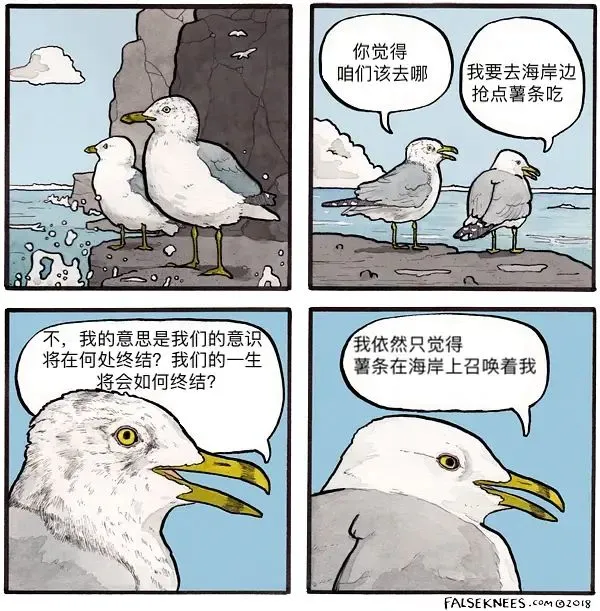 你觉得
咱们该去哪
我要去海岸边
抢点薯条吃
不，我的意思是我们的意识
将在何处终结？我们的一生
将会如何终结？
我依然只觉得
薯条在海岸上召唤着我
FALSEKNEES.COM©2018